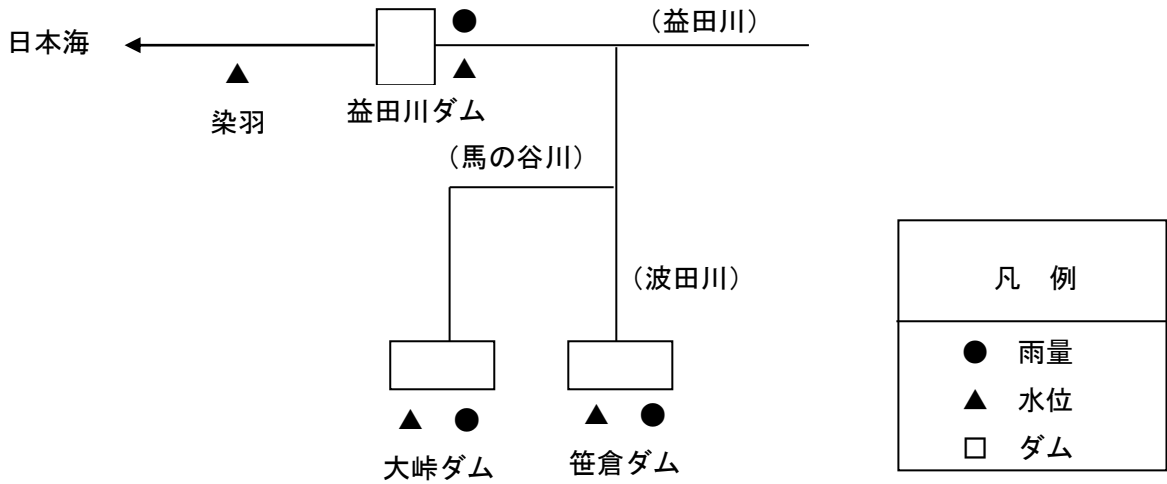 （益田川）
日本海
益田川ダム
染羽
（馬の谷川）
（波田川）
大峠ダム
笹倉ダム
凡 例
● 雨量
▲ 水位
□ ダム